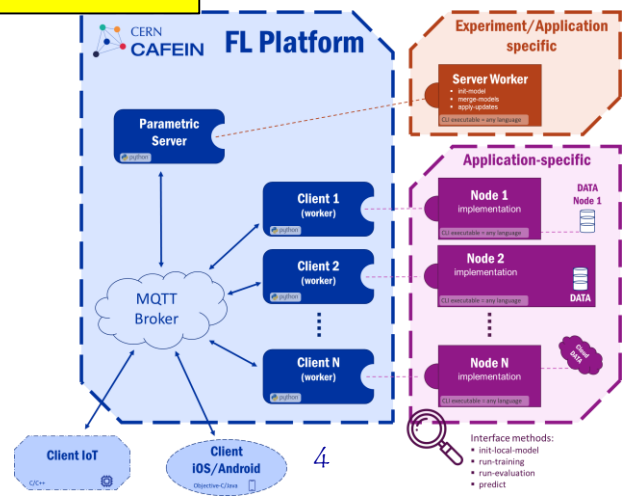 CERN
CAFEIN
FL Platform
Experiment/Application
specific
Server Worker
▪ init-model
▪ merge-models
▪ apply-updates
CLI executable = any language
Parametric
Server
python
Application-specific
Client 1
(worker)
python
Node 1
implementation
CLI executable = any language
DATA
Node 1
Client 2
(worker)
python
Node 2
implementation
CLI executable = any language
DATA
MQTT
Broker
Client N
(worker)
python
Node N
implementation
CLI executable = any language
Cloud
DATA
Client IoT
C/C++
Client
iOS/Android
Objective-C/Java
4
Interface methods:
▪ init-local-model
▪ run-training
▪ run-evaluation
▪ predict